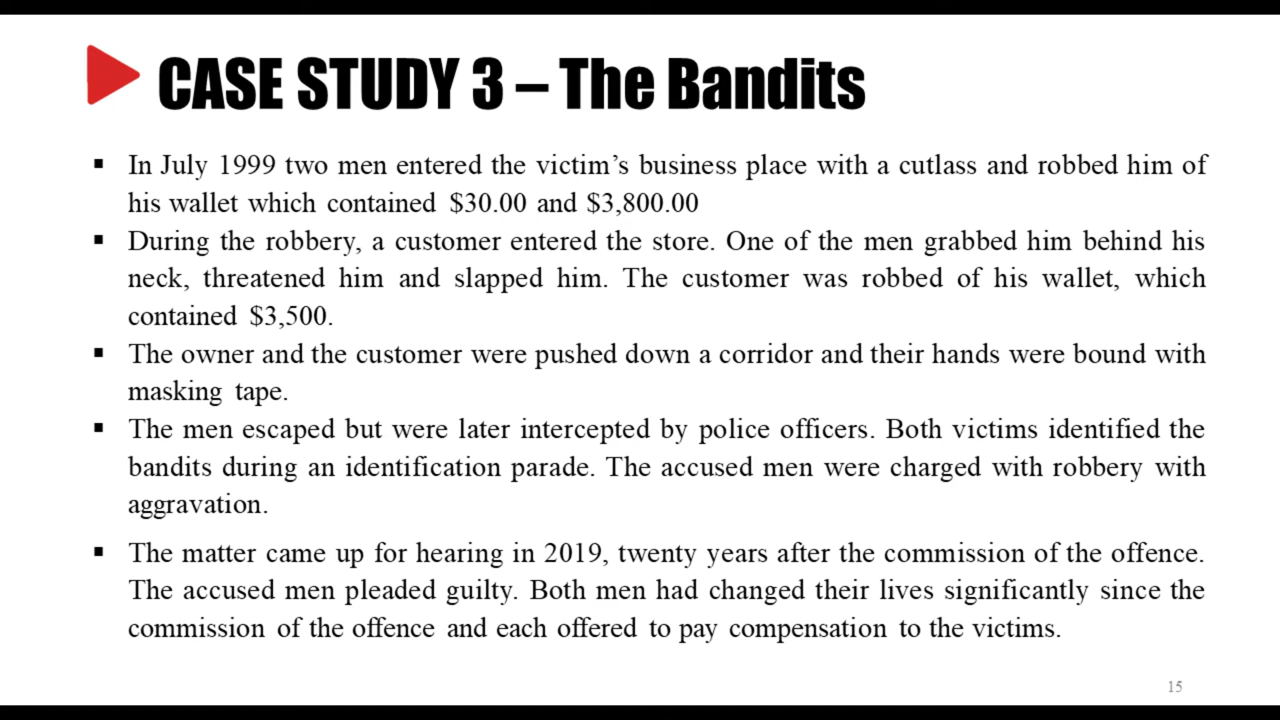 CASE STUDY 3 – The Bandits
▪ In July 1999 two men entered the victim’s business place with a cutlass and robbed him of
his wallet which contained $30.00 and $3,800.00
▪ During the robbery, a customer entered the store. One of the men grabbed him behind his
neck, threatened him and slapped him. The customer was robbed of his wallet, which
contained $3,500.
▪ The owner and the customer were pushed down a corridor and their hands were bound with
masking tape.
▪ The men escaped but were later intercepted by police officers. Both victims identified the
bandits during an identification parade. The accused men were charged with robbery with
aggravation.
▪ The matter came up for hearing in 2019, twenty years after the commission of the offence.
The accused men pleaded guilty. Both men had changed their lives significantly since the
commission of the offence and each offered to pay compensation to the victims.
15